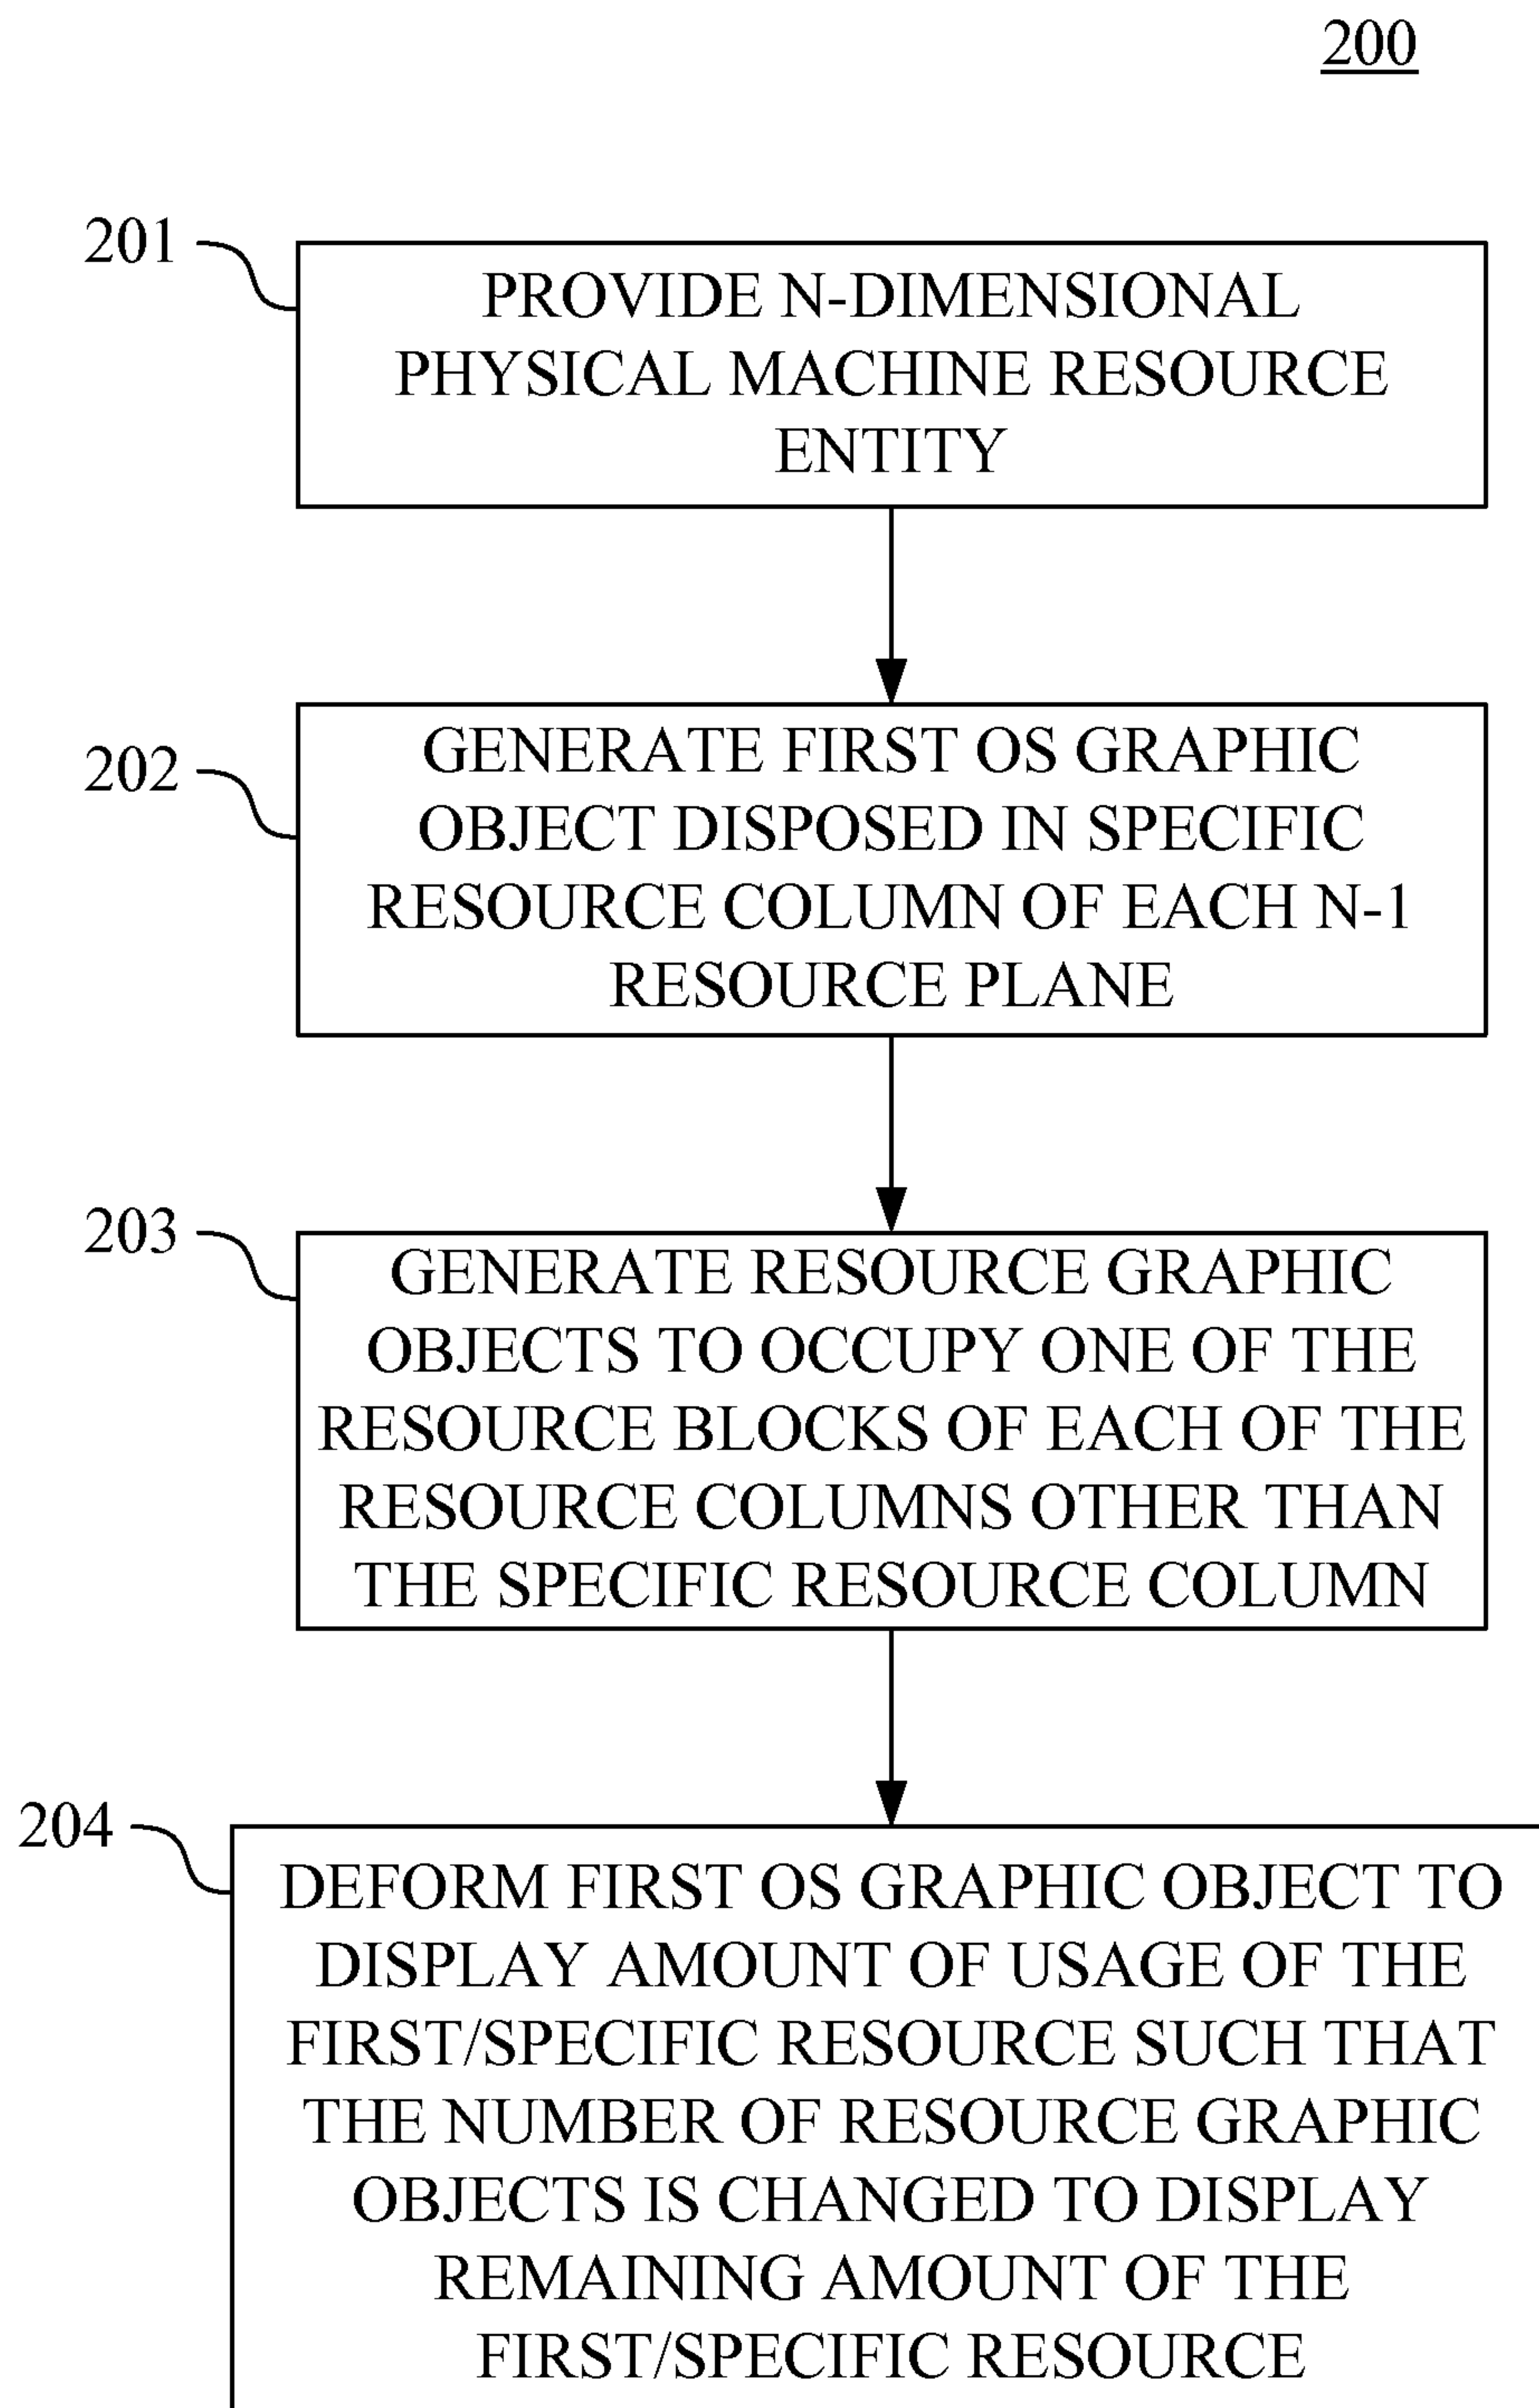 200
201
PROVIDE N-DIMENSIONAL
PHYSICAL MACHINE RESOURCE
ENTITY
202
GENERATE FIRST OS GRAPHIC
OBJECT DISPOSED IN SPECIFIC
RESOURCE COLUMN OF EACH N-1
RESOURCE PLANE
203
GENERATE RESOURCE GRAPHIC
OBJECTS TO OCCUPY ONE OF THE
RESOURCE BLOCKS OF EACH OF THE
RESOURCE COLUMNS OTHER THAN
THE SPECIFIC RESOURCE COLUMN
204
DEFORM FIRST OS GRAPHIC OBJECT TO
DISPLAY AMOUNT OF USAGE OF THE
FIRST/SPECIFIC RESOURCE SUCH THAT
THE NUMBER OF RESOURCE GRAPHIC
OBJECTS IS CHANGED TO DISPLAY
REMAINING AMOUNT OF THE
FIRST/SPECIFIC RESOURCE